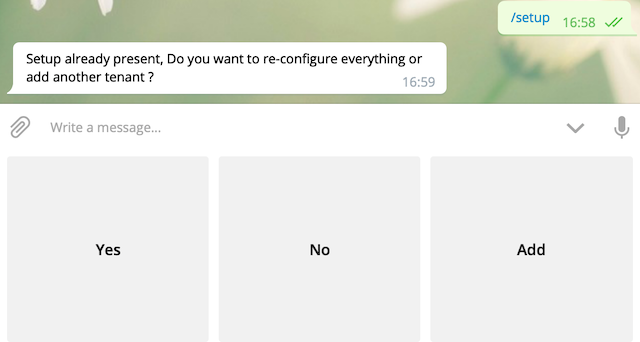 /setup 16:58
Setup already present, Do you want to re-configure everything or
add another tenant ?
16:59
Write a message...
Yes No Add